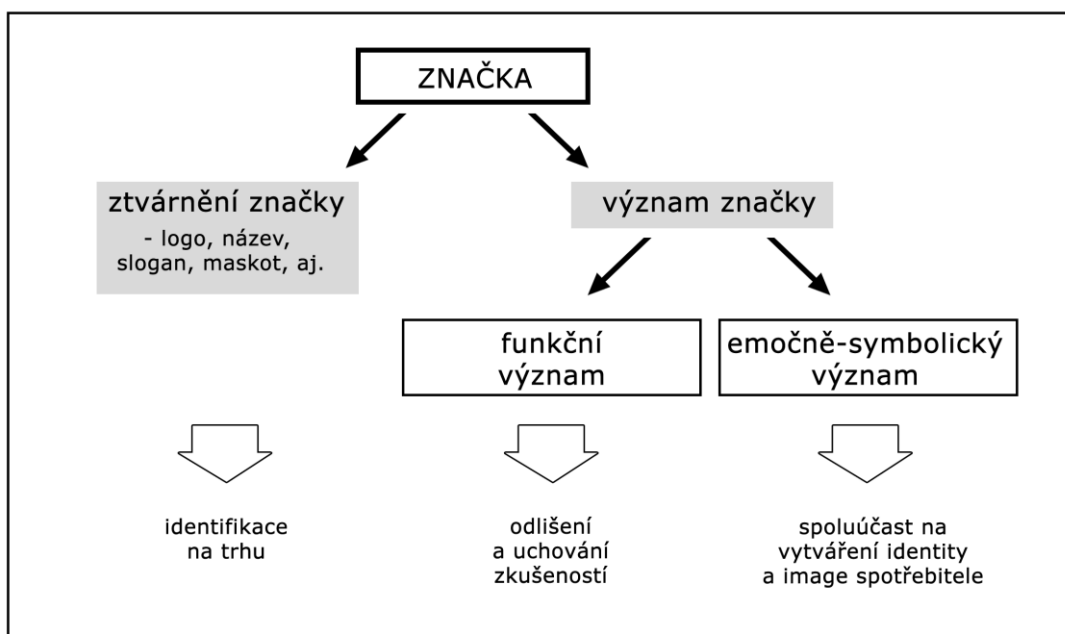 ZNAČKA
ztvárnění značky
- logo, název,
slogan, maskot, aj.
význam značky
funkční
význam
emočně-symbolický
význam
identifikace
na trhu
odlišení
a uchování
zkušeností
spoluúčast na
vytváření identity
a image spotřebitele